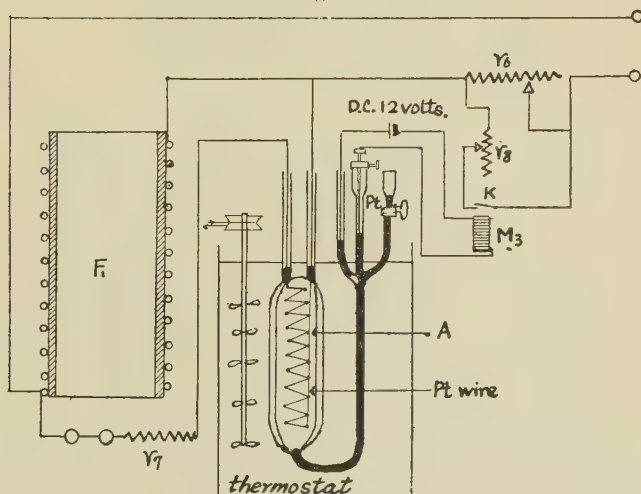 r6
D.C. 12 volts.
r8
K
Pt
M3
F1
A
Pt wire
r7
thermostat